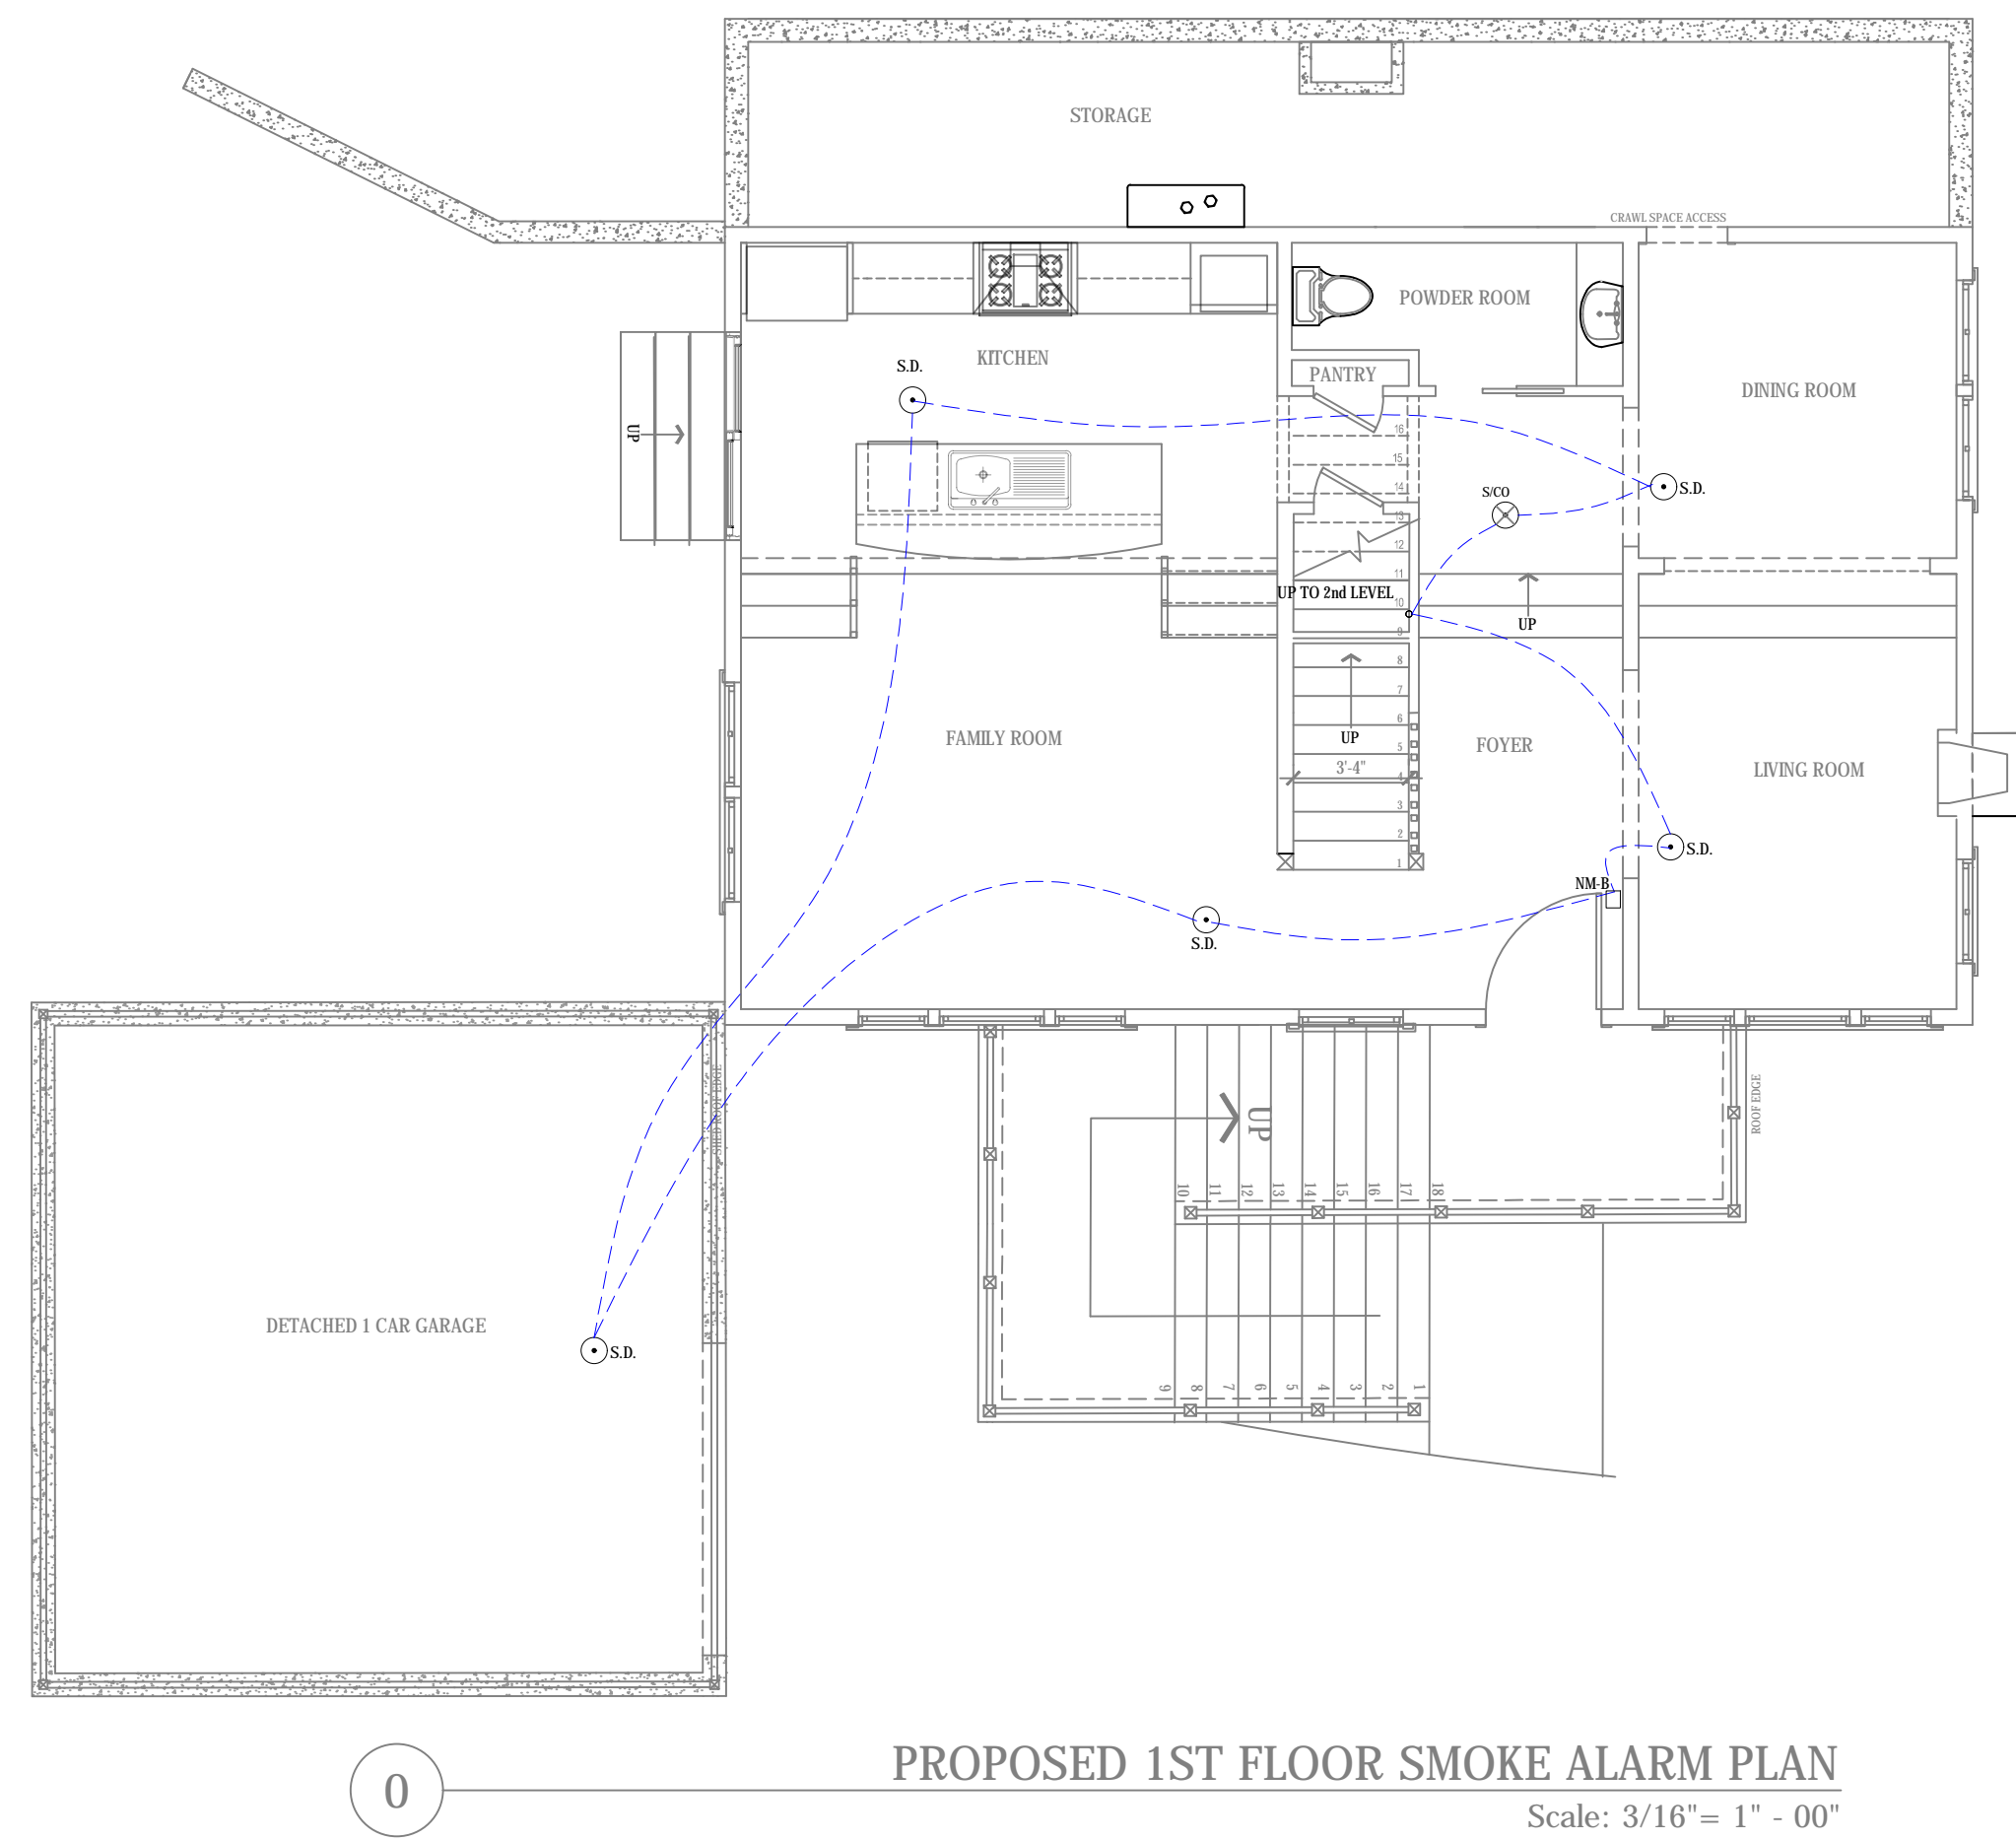 STORAGE
CRAWL SPACE ACCESS
POWDER ROOM
KITCHEN
S.D.
PANTRY
DINING ROOM
UP
16
15
14
S/CO
S.D.
13
12
11
UP TO 2nd LEVEL
10
UP
9
8
7
6
FAMILY ROOM
UP
5
FOYER
3'-4"
4
LIVING ROOM
3
2
S.D.
1
NM-B
S.D.
SHED ROOF EDGE
ROOF EDGE
UP
10
11
12
13
14
15
16
17
18
DETACHED 1 CAR GARAGE
S.D.
9
8
7
6
5
4
3
2
1
PROPOSED 1ST FLOOR SMOKE ALARM PLAN
0
Scale: 3/16"= 1" - 00"